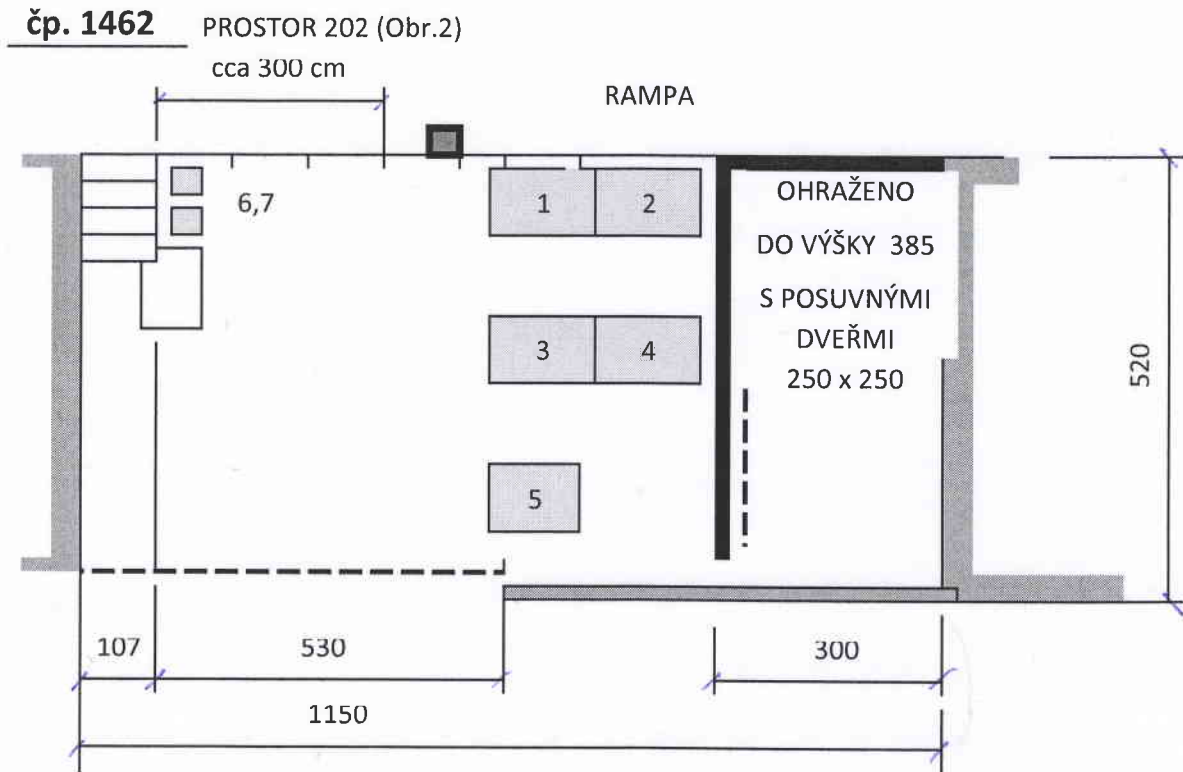 čp. 1462 PROSTOR 202 (Obr.2)
cca 300 cm
RAMPA
6,7
1
2
OHRAŽENO
DO VÝŠKY 385
S POSUVNÝMI
DVEŘMI
250 x 250
3
4
520
5
107
530
300
1150